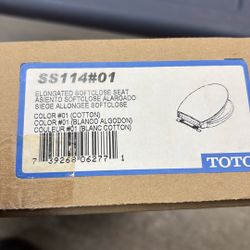 SS114#01
ELONGATED SOFTCLOSE SEAT
ASIENTO SOFTCLOSE ALARGADO
SIEGE ALLONGEE SOFTCLOSE
COLOR #01 (COTTON)
COLOR #01 (BLANCO ALGODON)
COULEUR #01 (BLANC COTTON)
7 39268 06277 1
TOTO